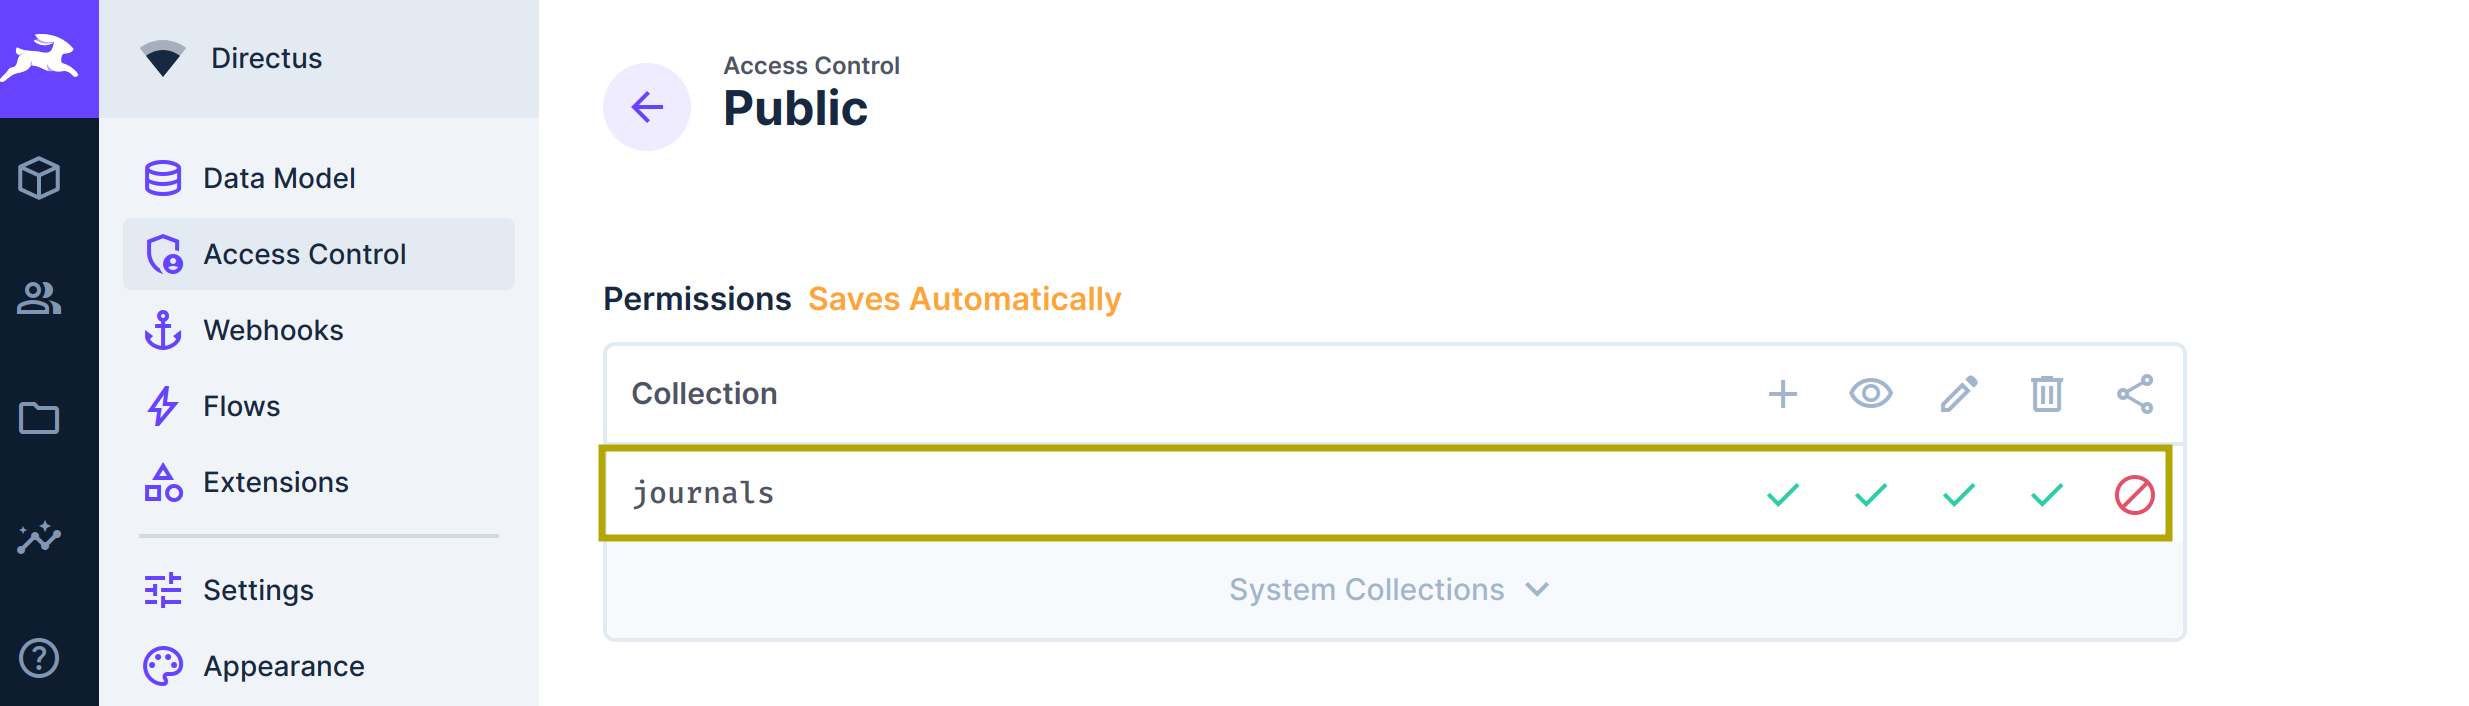 Directus
Data Model
Access Control
Webhooks
Flows
Extensions
Settings
Appearance
Access Control
Public
Permissions Saves Automatically
Collection
journals
System Collections